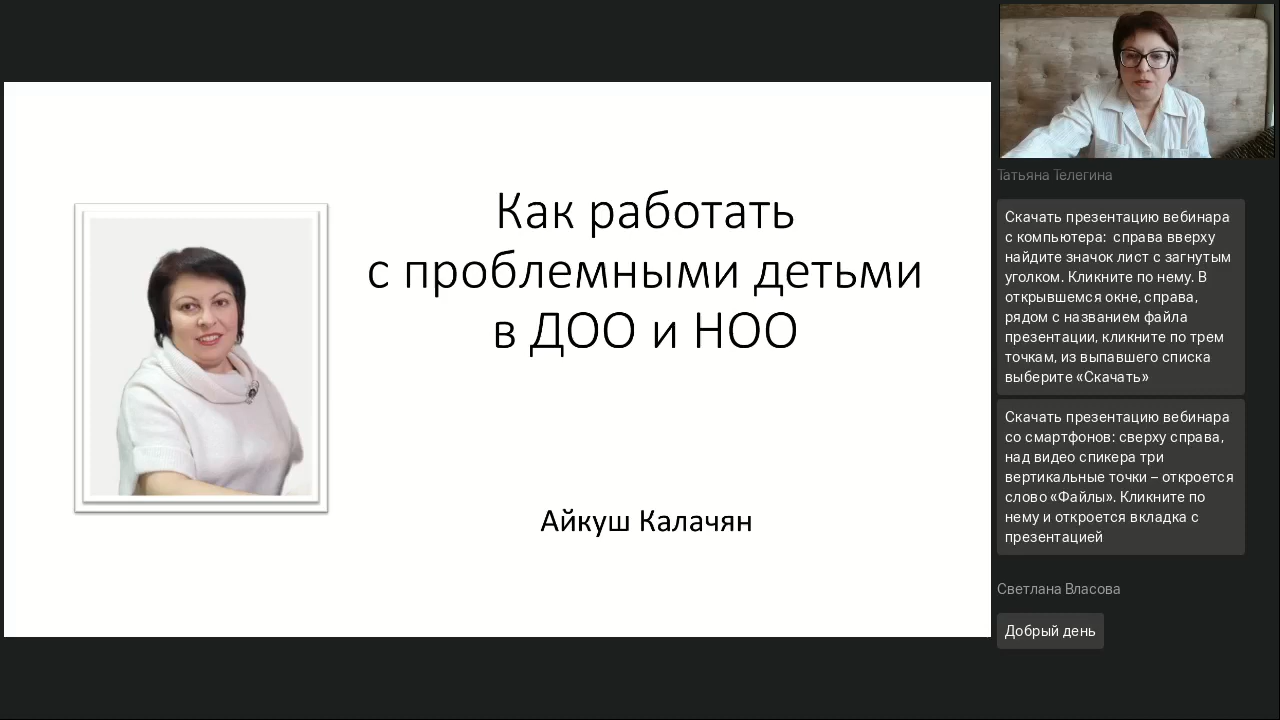 Как работать
с проблемными детьми
в ДОО и НОО
Айкуш Калачян
Татьяна Телегина
Скачать презентацию вебинара
с компьютера:  справа вверху
найдите значок лист с загнутым
уголком. Кликните по нему. В
открывшемся окне, справа,
рядом с названием файла
презентации, кликните по трем
точкам, из выпавшего списка
выберите «Скачать»
Скачать презентацию вебинара
со смартфонов: сверху справа,
над видео спикера три
вертикальные точки – откроется
слово «Файлы». Кликните по
нему и откроется вкладка с
презентацией
Светлана Власова
Добрый день